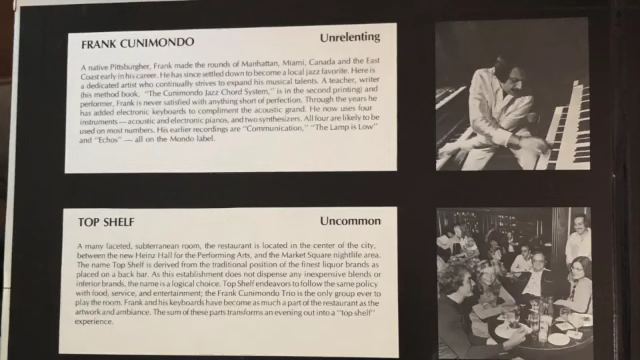 FRANK CUNIMONDO Unrelenting
A native Pittsburgher, Frank made the rounds of Manhattan, Miami, Canada and the East
Coast early in his career. He has since settled down to become a local jazz favorite. Here is
a dedicated artist who continually strives to expand his musical talents. A teacher, writer
(his method book, "The Cunimondo Jazz Chord System," is in the second printing) and
performer, Frank is never satisfied with anything short of perfection. Through the years he
has added electronic keyboards to compliment the acoustic grand. He now uses four
instruments — acoustic and electronic pianos, and two synthesizers. All four are likely to be
used on most numbers. His earlier recordings are "Communication," "The Lamp is Low"
and "Echos" — all on the Mondo label.
TOP SHELF Uncommon
A many faceted, subterranean room, the restaurant is located in the center of the city,
between the new Heinz Hall for the Performing Arts, and the Market Square nightlife area.
The name Top Shelf is derived from the traditional position of the finest liquor brands as
placed on a back bar. As this establishment does not dispense any inexpensive blends or
inferior brands, the name is a logical choice. Top Shelf endeavors to follow the same policy
with food, service, and entertainment; the Frank Cunimondo Trio is the only group ever to
play the room. Frank and his keyboards have become as much a part of the restaurant as the
artwork and ambiance. The sum of these parts transforms an evening out into a "top shelf"
experience.